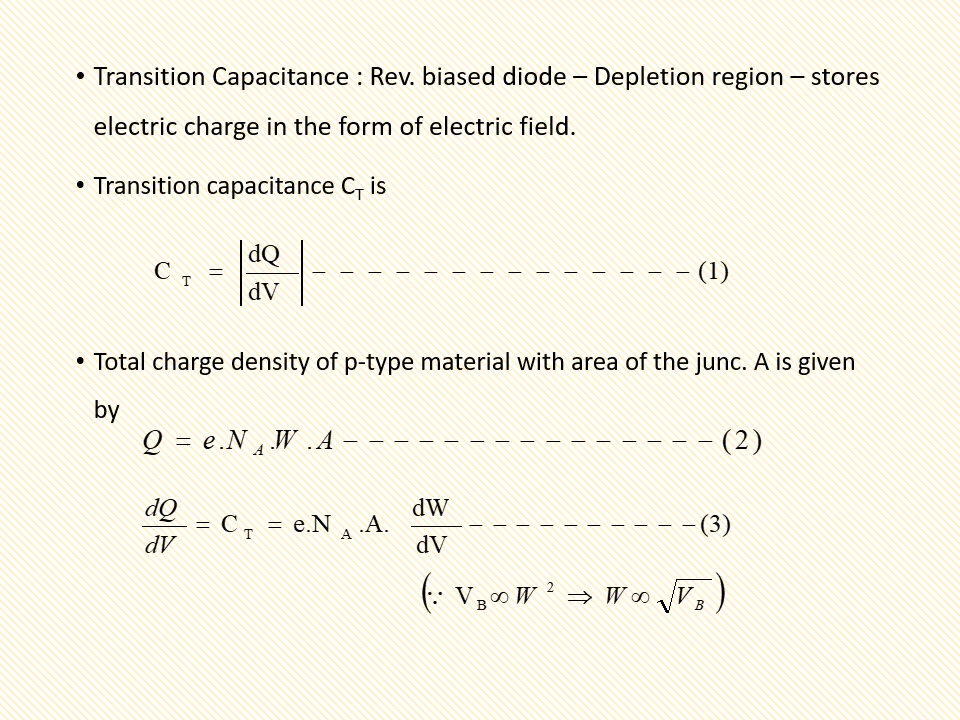 • Transition Capacitance : Rev. biased diode – Depletion region – stores
electric charge in the form of electric field.
• Transition capacitance C_T is
C_T = |dQ/dV| – – – – – – – – – – – – – – (1)
• Total charge density of p-type material with area of the junc. A is given
by
Q = e.N_A.W.A – – – – – – – – – – – – – – – (2)
dQ/dV = C_T = e.N_A.A. dW/dV – – – – – – – – – – (3)
(∵ V_B ∞ W^2 ⇒ W ∞ √V_B)